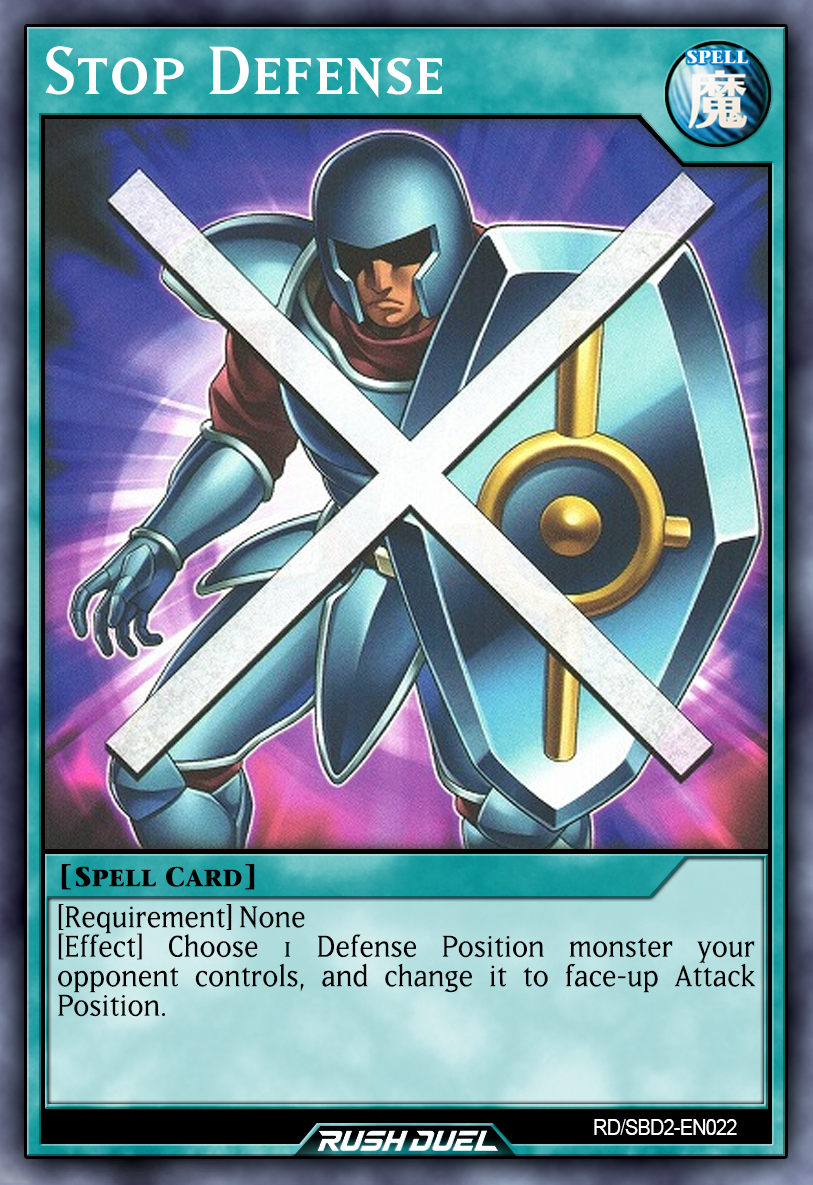 Stop Defense
SPELL
魔
[Spell Card]
[Requirement] None
[Effect] Choose 1 Defense Position monster your
opponent controls, and change it to face-up Attack
Position.
RD/SBD2-EN022
RUSH DUEL